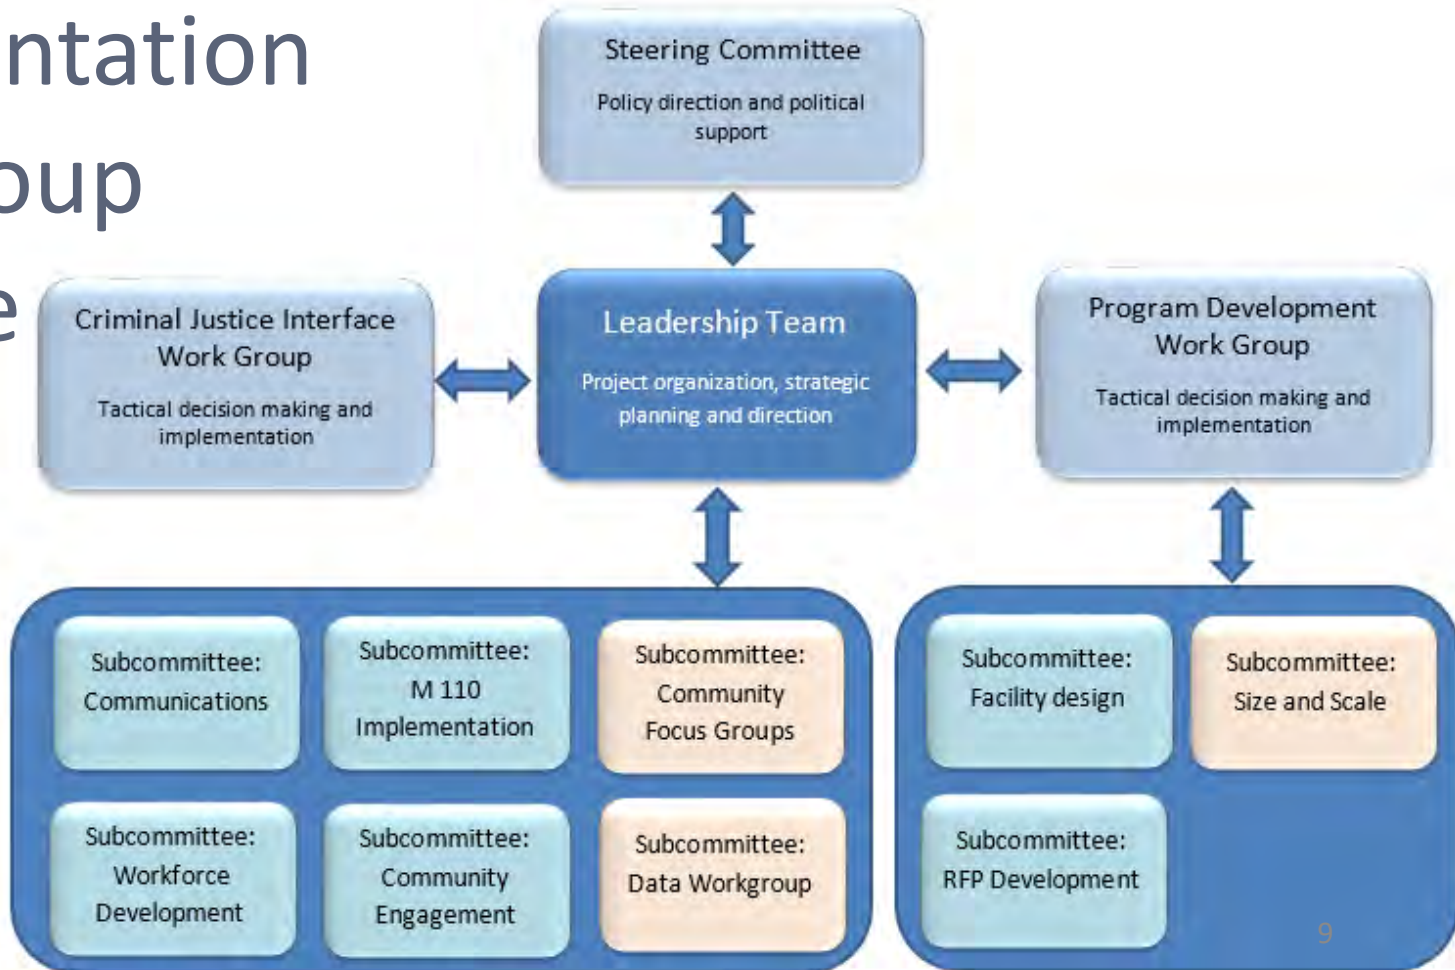 ntation
oup
e
Steering Committee
Policy direction and political
support
Criminal Justice Interface
Work Group
Tactical decision making and
implementation
Leadership Team
Project organization, strategic
planning and direction
Program Development
Work Group
Tactical decision making and
implementation
Subcommittee:
Communications
Subcommittee:
M 110
Implementation
Subcommittee:
Community
Focus Groups
Subcommittee:
Workforce
Development
Subcommittee:
Community
Engagement
Subcommittee:
Data Workgroup
Subcommittee:
Facility design
Subcommittee:
Size and Scale
Subcommittee:
RFP Development
9